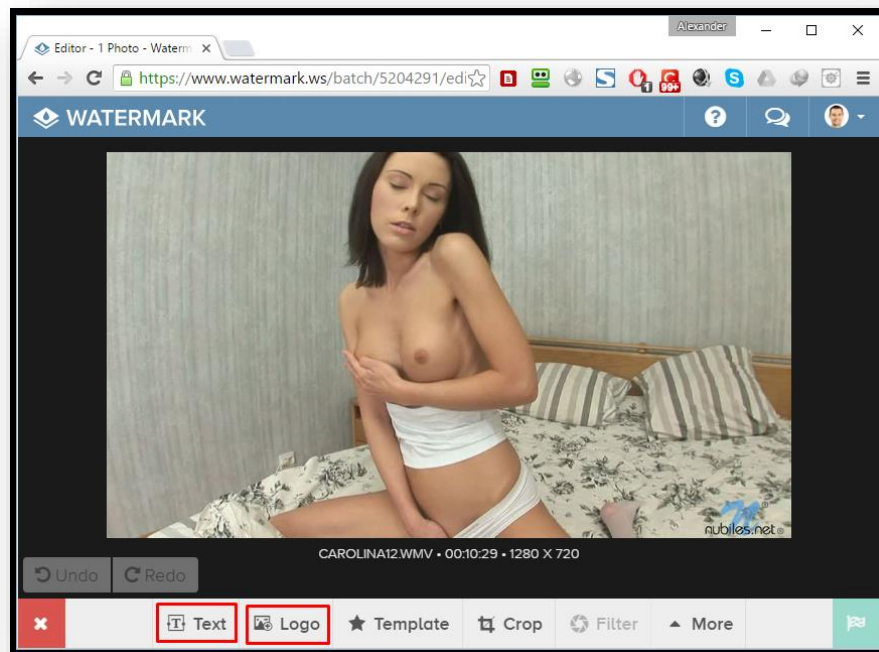 Alexander
Editor - 1 Photo - Waterm
https://www.watermark.ws/batch/5204291/edi
1
99+
WATERMARK
nubiles.net
CAROLINA12.WMV • 00:10:29 • 1280 X 720
Undo
Redo
Text
Logo
Template
Crop
Filter
More